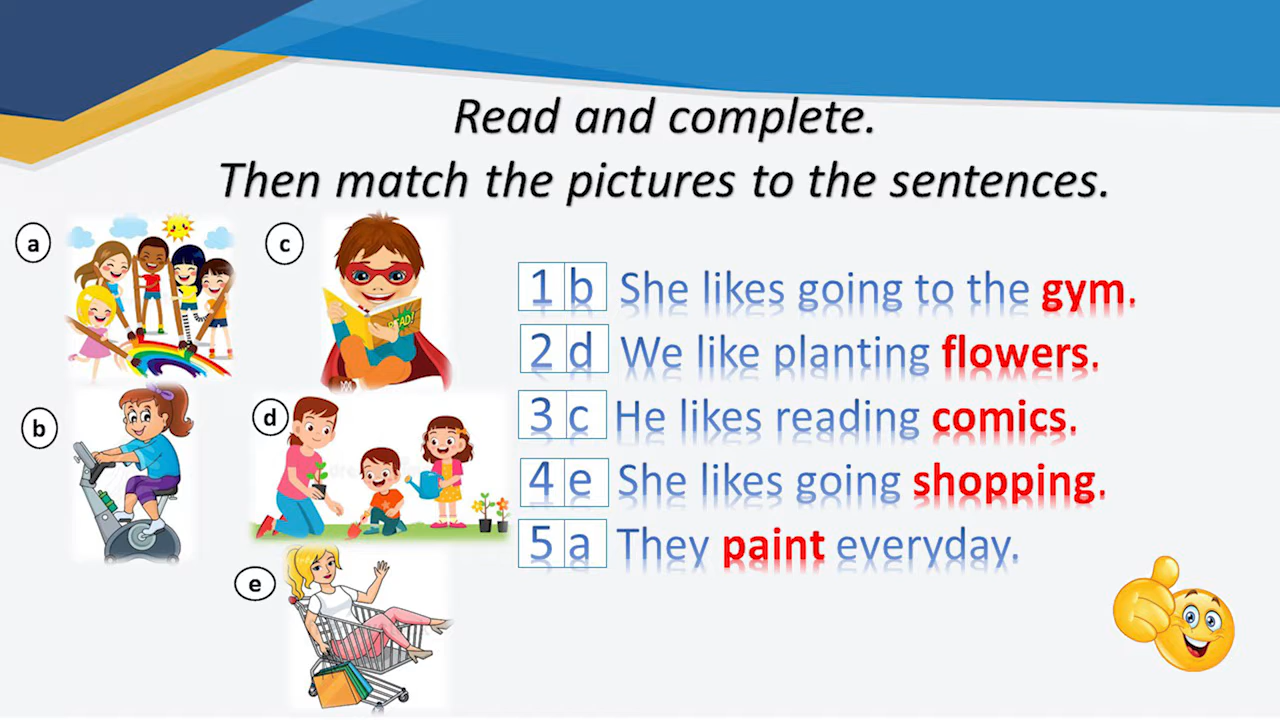 Read and complete.
Then match the pictures to the sentences.
a
c
b
d
e
READ!
1 b She likes going to the gym.
2 d We like planting flowers.
3 c He likes reading comics.
4 e She likes going shopping.
5 a They paint everyday.